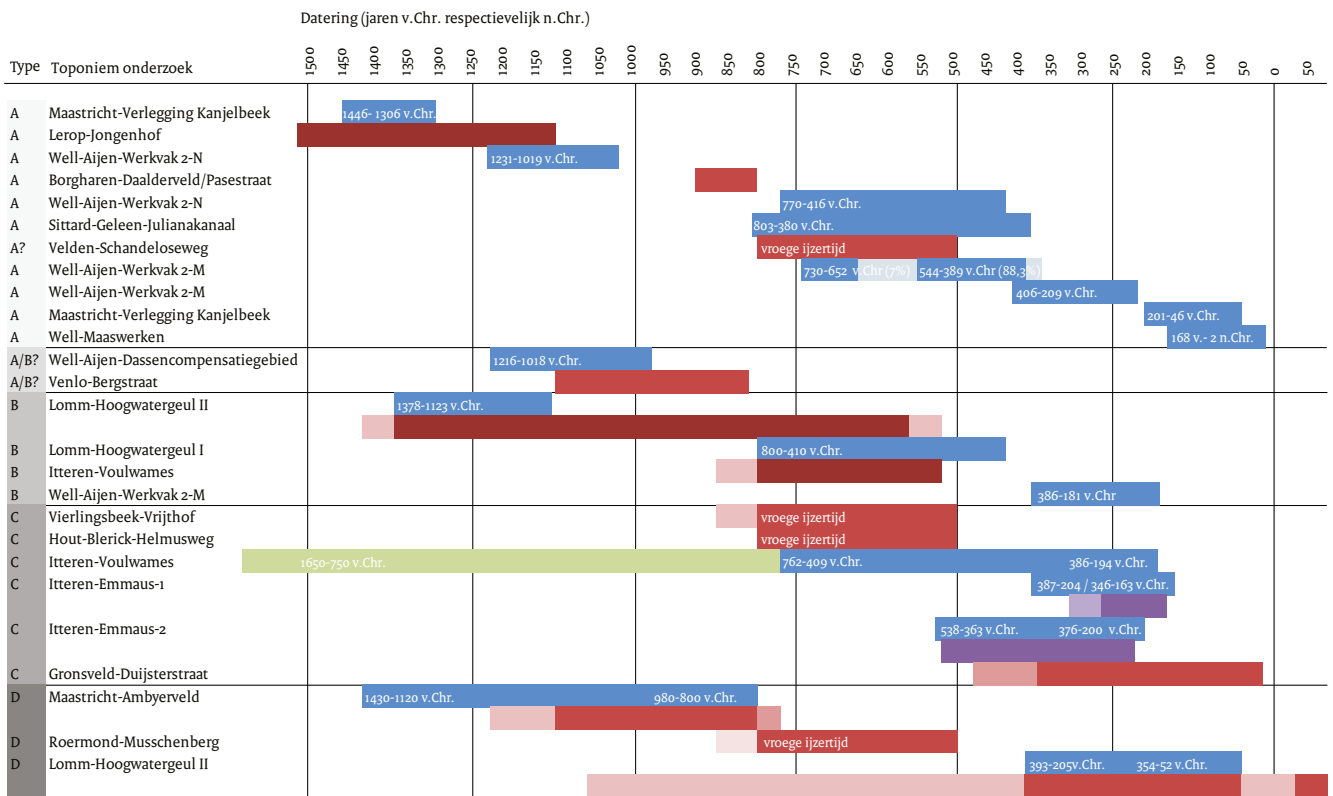 Datering (jaren v.Chr. respectievelijk n.Chr.)
Type Toponiem onderzoek 1500 1450 1400 1350 1300 1250 1200 1150 1100 1050 1000 950 900 850 800 750 700 650 600 550 500 450 400 350 300 250 200 150 100 50 0 50
A Maastricht-Verlegging Kanjelbeek 1446- 1306 v.Chr.
A Lerop-Jongenhof
A Well-Aijen-Werkvak 2-N 1231-1019 v.Chr.
A Borgharen-Daalderveld/Pasestraat
A Well-Aijen-Werkvak 2-N 770-416 v.Chr.
A Sittard-Geleen-Julianakanaal 803-380 v.Chr.
A? Velden-Schandeloseweg vroege ijzertijd
A Well-Aijen-Werkvak 2-M 730-652 v.Chr (7%) 544-389 v.Chr (88,3%)
A Well-Aijen-Werkvak 2-M 406-209 v.Chr.
A Maastricht-Verlegging Kanjelbeek 201-46 v.Chr.
A Well-Maaswerken 168 v.- 2 n.Chr.
A/B? Well-Aijen-Dassencompensatiegebied 1216-1018 v.Chr.
A/B? Venlo-Bergstraat
B Lomm-Hoogwatergeul II 1378-1123 v.Chr.
B Lomm-Hoogwatergeul I 800-410 v.Chr.
B Itteren-Voulwames
B Well-Aijen-Werkvak 2-M 386-181 v.Chr
C Vierlingsbeek-Vrijthof vroege ijzertijd
C Hout-Blerick-Helmusweg vroege ijzertijd
C Itteren-Voulwames 1650-750 v.Chr. 762-409 v.Chr. 386-194 v.Chr.
C Itteren-Emmaus-1 387-204 / 346-163 v.Chr.
C Itteren-Emmaus-2 538-363 v.Chr. 376-200 v.Chr.
C Gronsveld-Duijsterstraat
D Maastricht-Ambyerveld 1430-1120 v.Chr. 980-800 v.Chr.
D Roermond-Musschenberg vroege ijzertijd
D Lomm-Hoogwatergeul II 393-205v.Chr. 354-52 v.Chr.